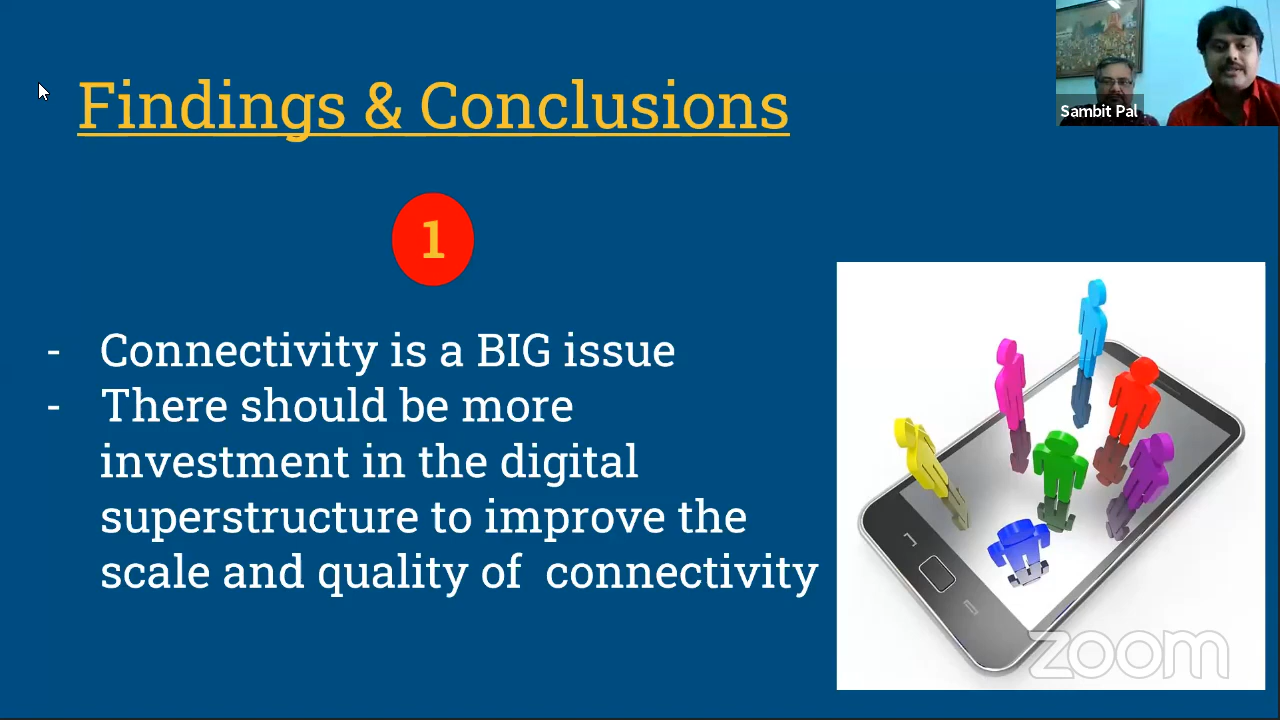 Findings & Conclusions
Sambit Pal
1
- Connectivity is a BIG issue
- There should be more
investment in the digital
superstructure to improve the
scale and quality of  connectivity
zoom